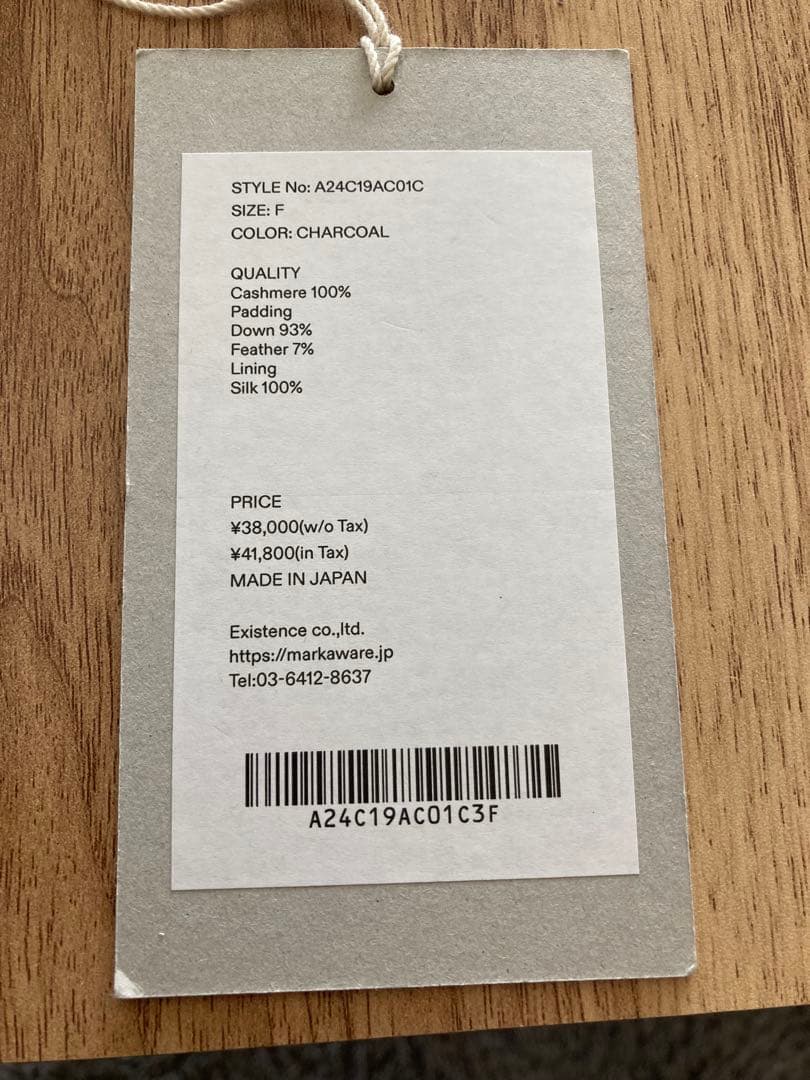 STYLE No: A24C19AC01C
SIZE: F
COLOR: CHARCOAL
QUALITY
Cashmere 100%
Padding
Down 93%
Feather 7%
Lining
Silk 100%
PRICE
¥38,000(w/o Tax)
¥41,800(in Tax)
MADE IN JAPAN
Existence co.,ltd.
https://markaware.jp
Tel:03-6412-8637
A24C19AC01C3F